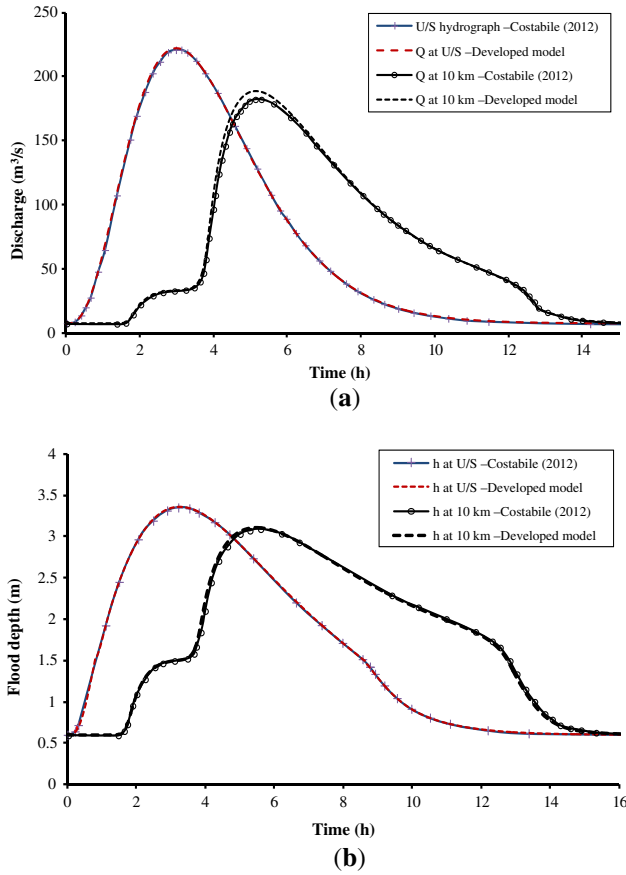 250
200
150
100
50
0
Discharge (m³/s)
U/S hydrograph –Costabile (2012)
Q at U/S –Developed model
Q at 10 km –Costabile (2012)
Q at 10 km –Developed model
0 2 4 6 8 10 12 14
Time (h)
(a)
4
3.5
3
2.5
2
1.5
1
0.5
0
Flood depth (m)
h at U/S –Costabile (2012)
h at U/S –Developed model
h at 10 km –Costabile (2012)
h at 10 km –Developed model
0 2 4 6 8 10 12 14 16
Time (h)
(b)